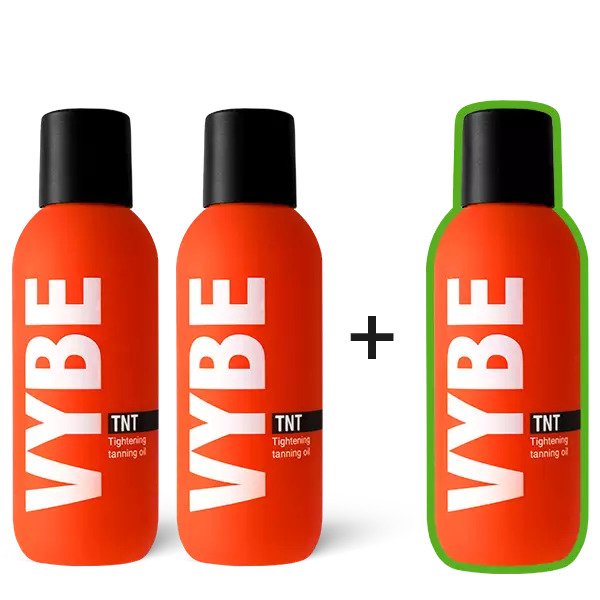 VYBE
TNT
Tightening
tanning oil
VYBE
TNT
Tightening
tanning oil
+
VYBE
TNT
Tightening
tanning oil